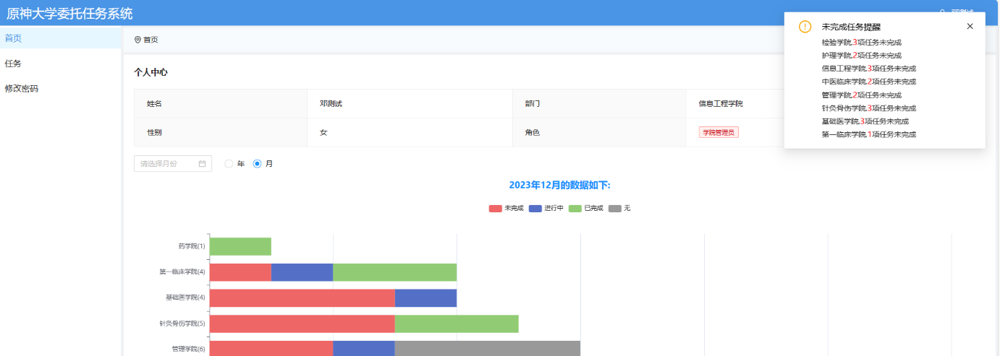 原神大学委托任务系统
首页
任务
修改密码
首页
个人中心
姓名 邓测试 部门 信息工程学院
性别 女 角色 学院管理员
请选择月份 年 月
2023年12月的数据如下:
未完成 进行中 已完成 无
药学院(1)
第一临床学院(4)
基础医学院(4)
针灸骨伤学院(5)
管理学院(6)
未完成任务提醒
检验学院,3项任务未完成
护理学院,2项任务未完成
信息工程学院,3项任务未完成
中医临床学院,2项任务未完成
管理学院,2项任务未完成
针灸骨伤学院,3项任务未完成
基础医学院,3项任务未完成
第一临床学院,1项任务未完成